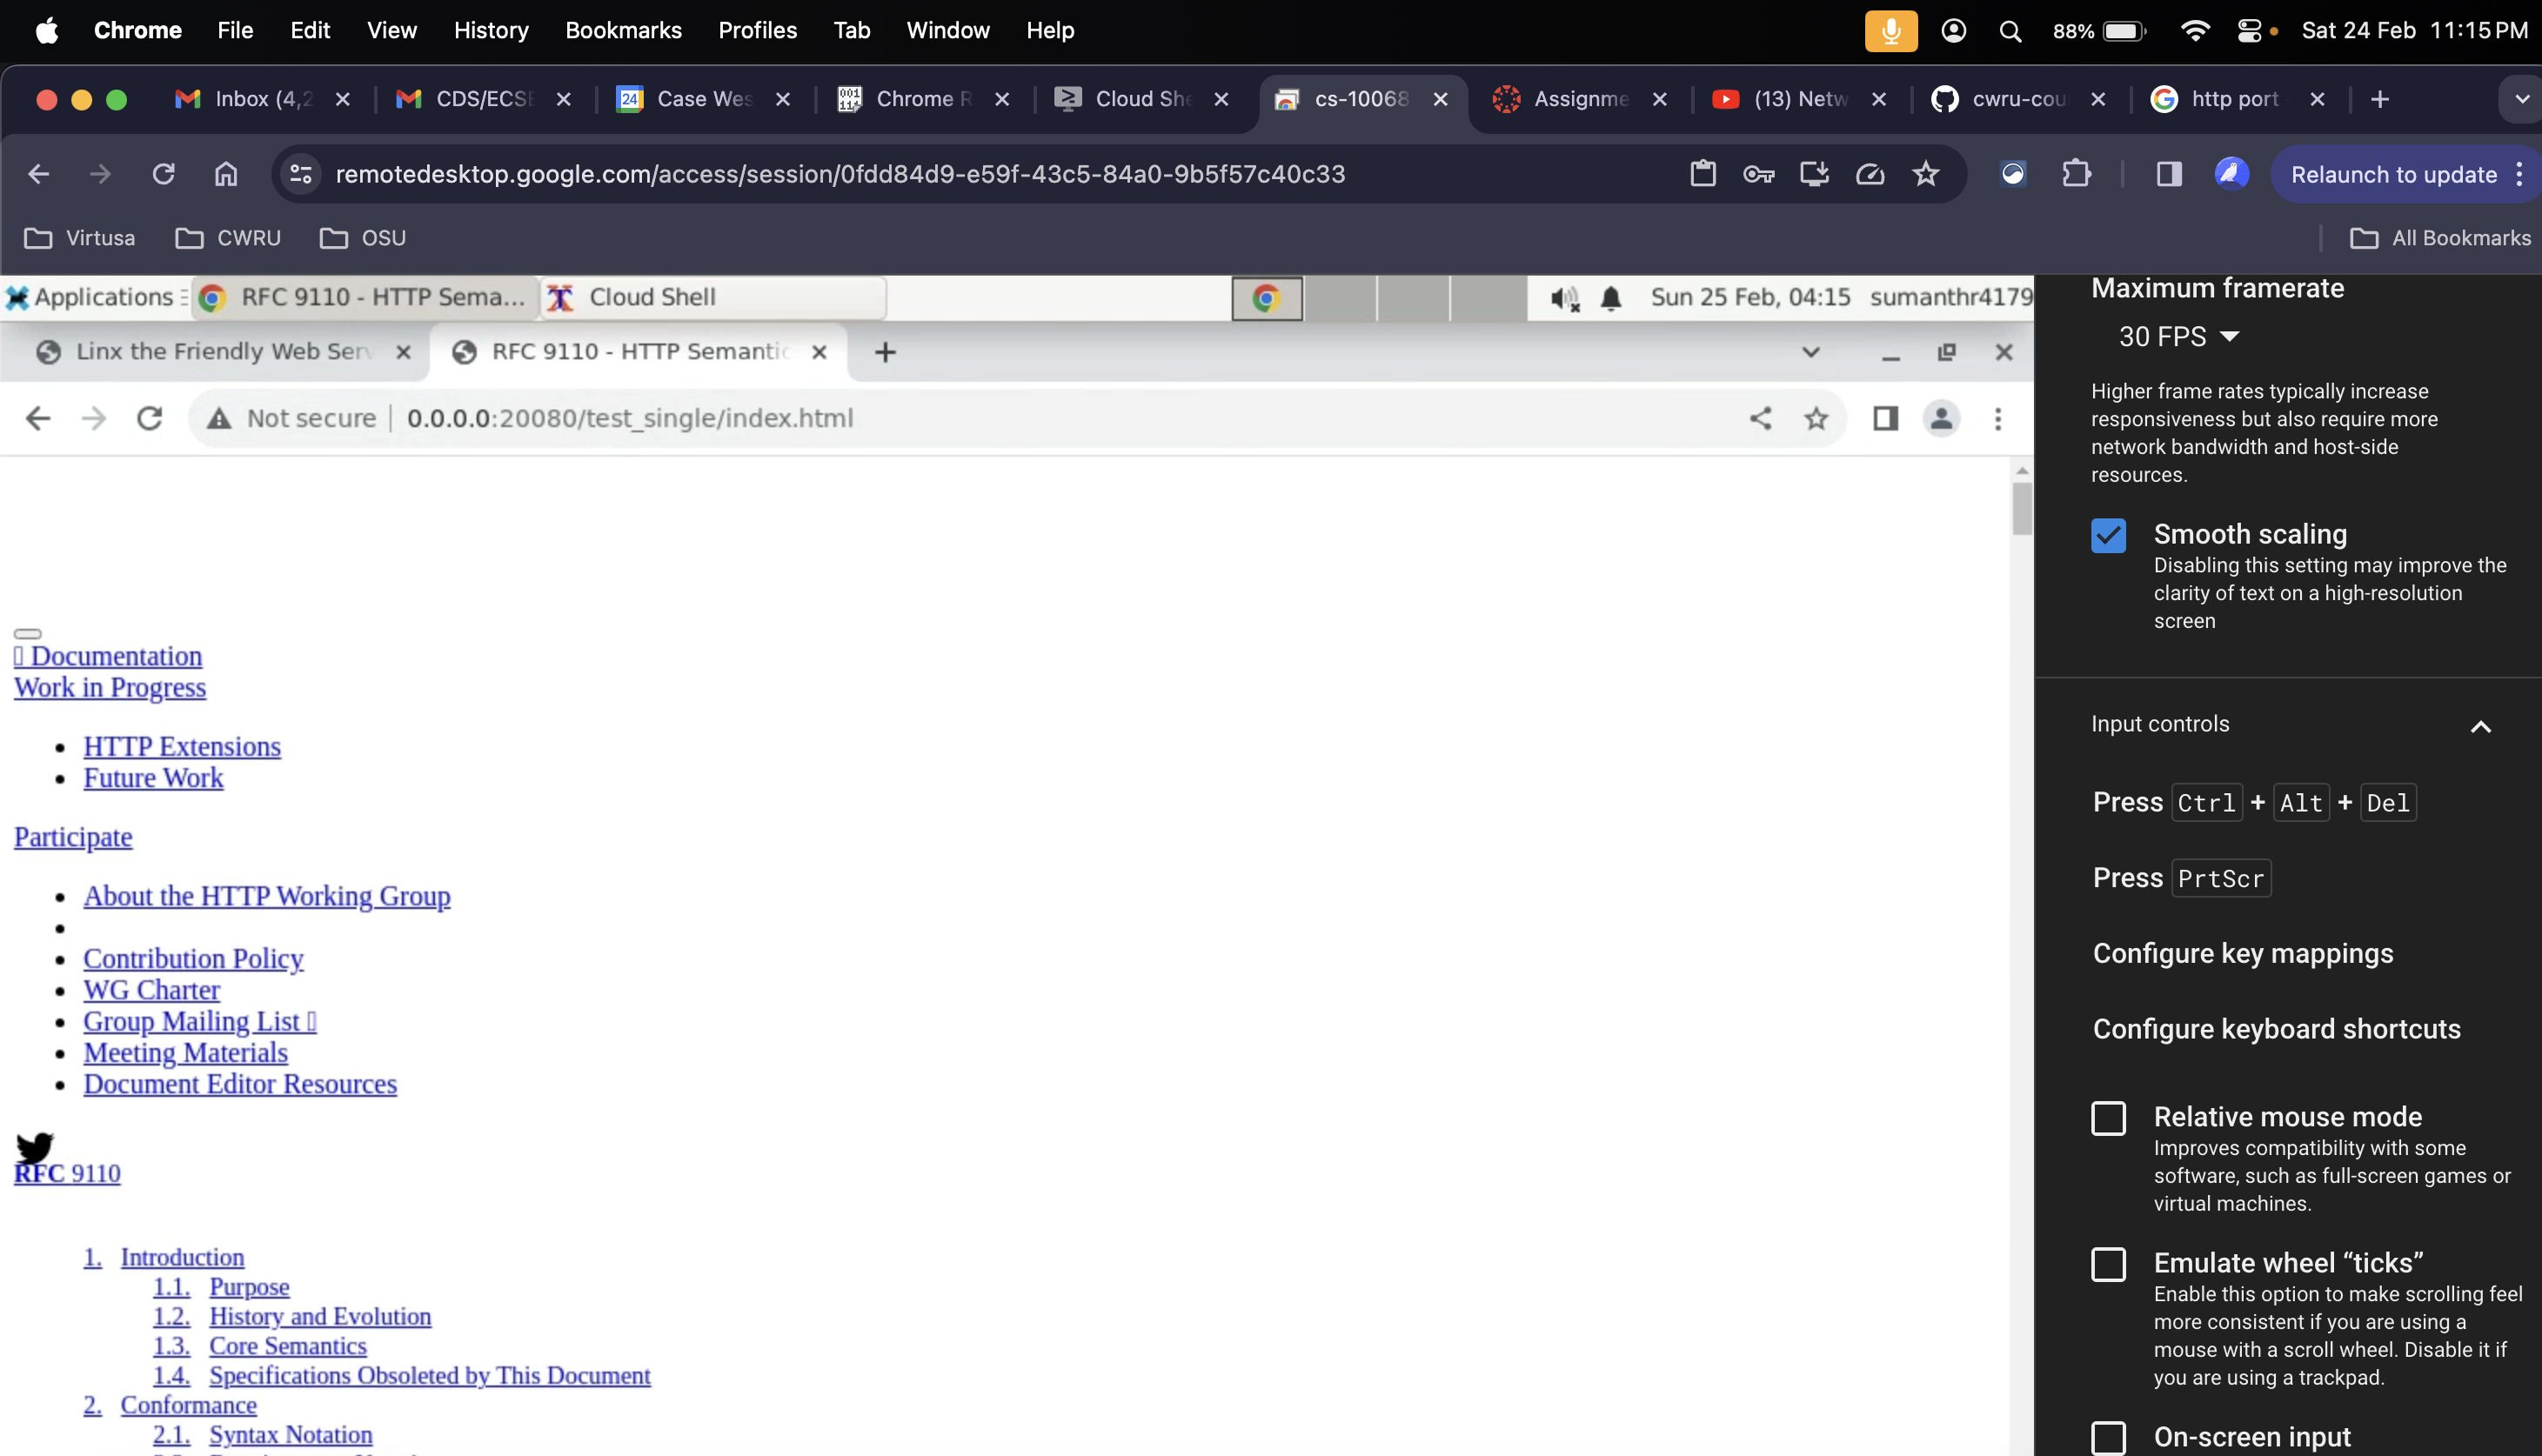 Chrome File Edit View History Bookmarks Profiles Tab Window Help 88% Sat 24 Feb 11:15 PM
Inbox (4,2 CDS/ECSE 24 Case Wes Chrome R Cloud She cs-10068 Assignme (13) Netw cwru-cou http port
remotedesktop.google.com/access/session/0fdd84d9-e59f-43c5-84a0-9b5f57c40c33 Relaunch to update
Virtusa CWRU OSU All Bookmarks
Applications RFC 9110 - HTTP Sema... Cloud Shell Sun 25 Feb, 04:15 sumanthr4179
Linx the Friendly Web Serv RFC 9110 - HTTP Semantic
Not secure 0.0.0.0:20080/test_single/index.html
Documentation
Work in Progress
HTTP Extensions
Future Work
Participate
About the HTTP Working Group
Contribution Policy
WG Charter
Group Mailing List
Meeting Materials
Document Editor Resources
RFC 9110
1. Introduction
1.1. Purpose
1.2. History and Evolution
1.3. Core Semantics
1.4. Specifications Obsoleted by This Document
2. Conformance
2.1. Syntax Notation
Maximum framerate
30 FPS
Higher frame rates typically increase
responsiveness but also require more
network bandwidth and host-side
resources.
Smooth scaling
Disabling this setting may improve the
clarity of text on a high-resolution
screen
Input controls
Press Ctrl + Alt + Del
Press PrtScr
Configure key mappings
Configure keyboard shortcuts
Relative mouse mode
Improves compatibility with some
software, such as full-screen games or
virtual machines.
Emulate wheel “ticks”
Enable this option to make scrolling feel
more consistent if you are using a
mouse with a scroll wheel. Disable it if
you are using a trackpad.
On-screen input